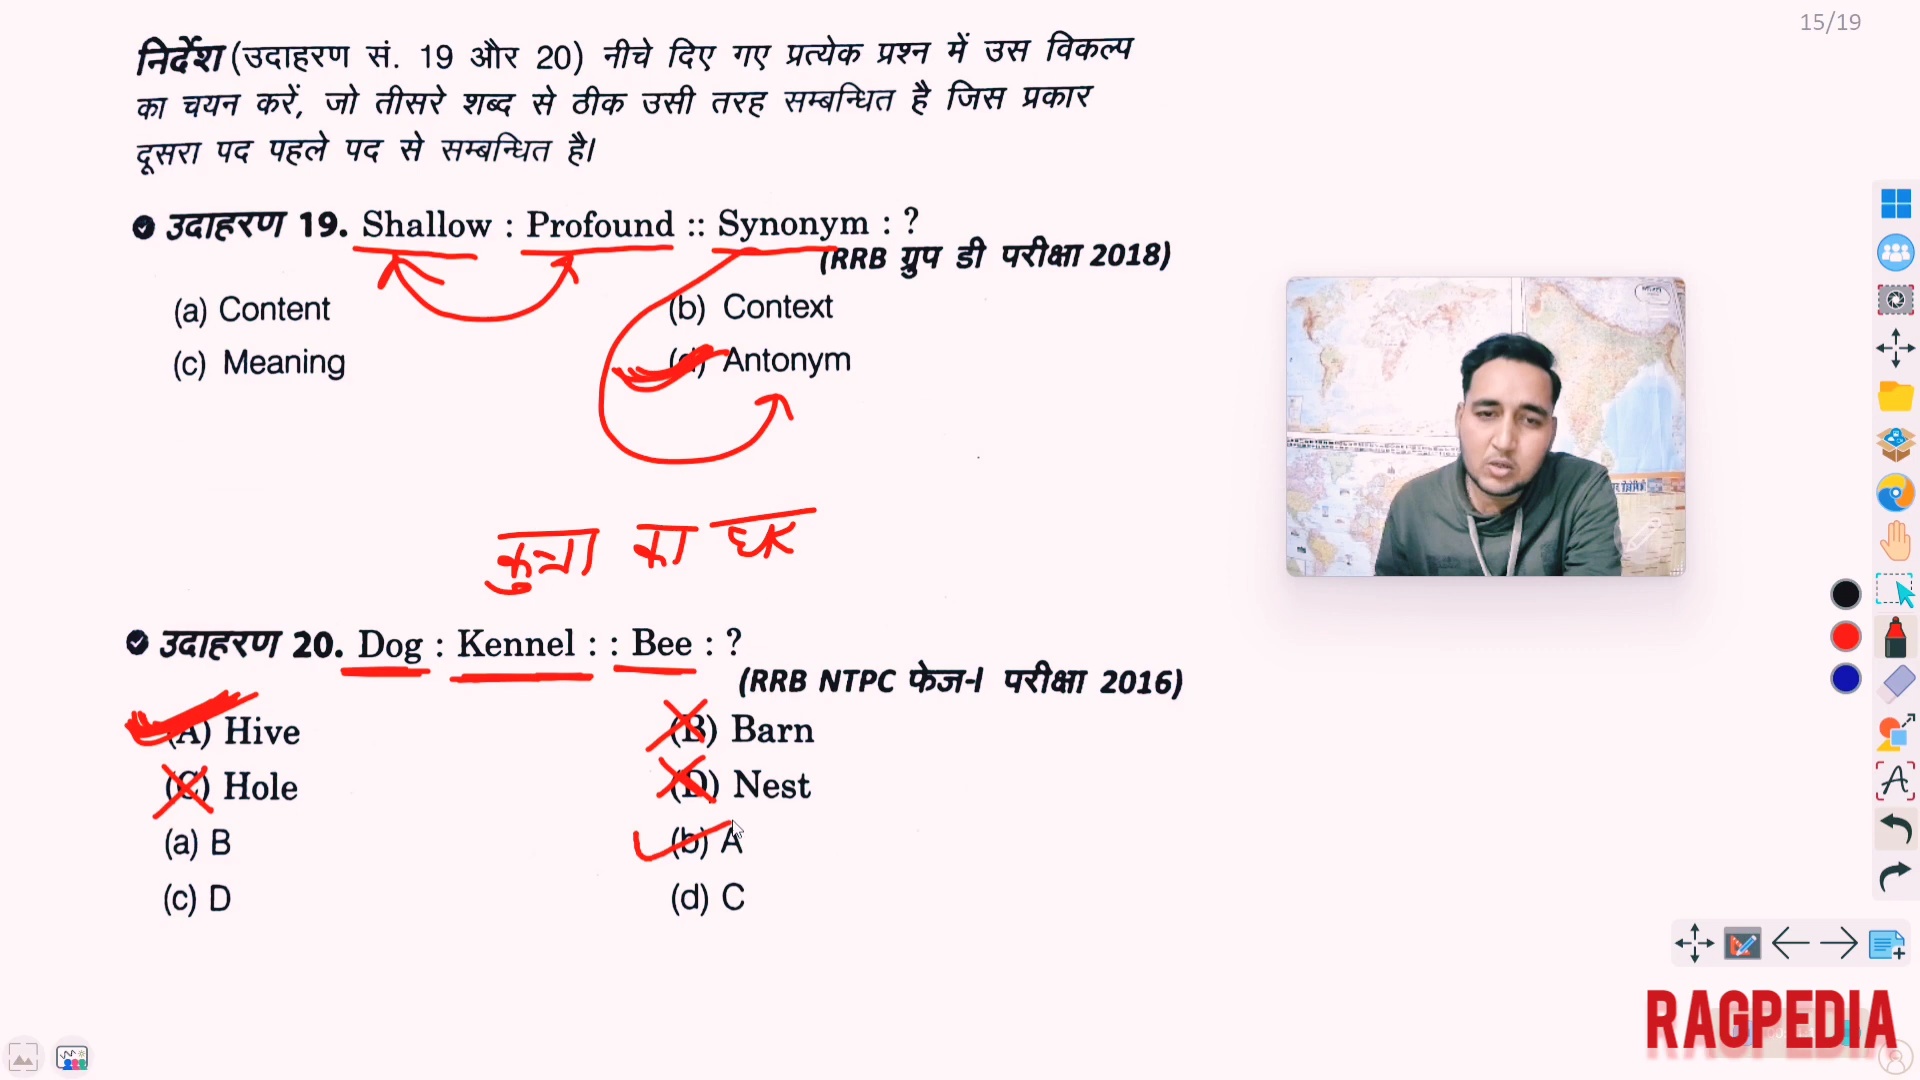 15/19
निर्देश (उदाहरण सं. 19 और 20) नीचे दिए गए प्रत्येक प्रश्न में उस विकल्प
का चयन करें, जो तीसरे शब्द से ठीक उसी तरह सम्बन्धित है जिस प्रकार
दूसरा पद पहले पद से सम्बन्धित है।
उदाहरण 19. Shallow : Profound :: Synonym : ?
(RRB ग्रुप डी परीक्षा 2018)
(a) Content (b) Context
(c) Meaning (d) Antonym
कुत्ता का घर
उदाहरण 20. Dog : Kennel : : Bee : ?
(RRB NTPC फेज-I परीक्षा 2016)
(A) Hive (B) Barn
(C) Hole (D) Nest
(a) B (b) A
(c) D (d) C
RAGPEDIA